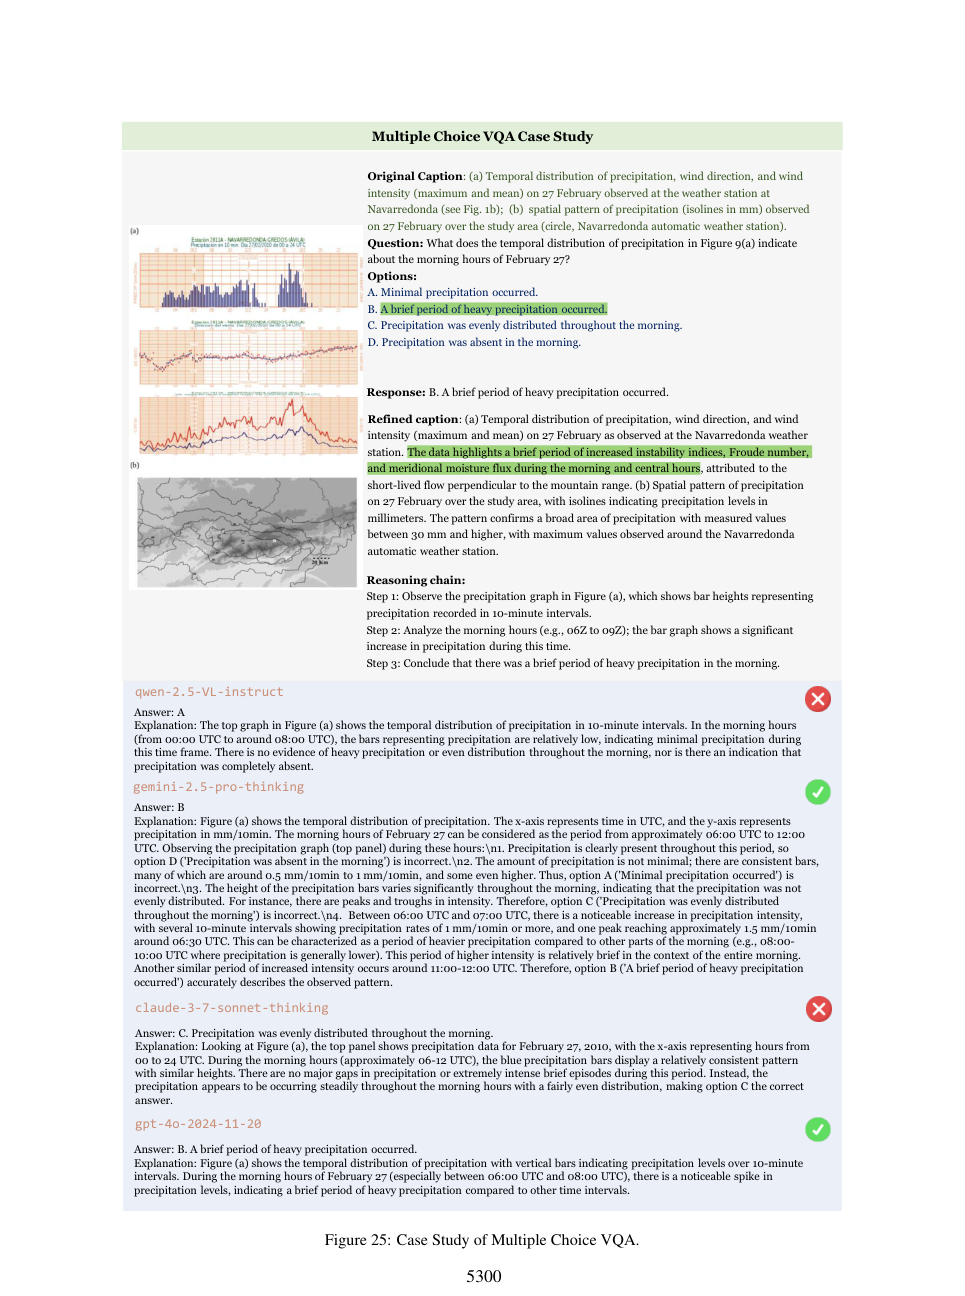 Multiple Choice VQA Case Study
Original Caption: (a) Temporal distribution of precipitation, wind direction, and wind
intensity (maximum and mean) on 27 February observed at the weather station at
Navarredonda (see Fig. 1b); (b) spatial pattern of precipitation (isolines in mm) observed
on 27 February over the study area (circle, Navarredonda automatic weather station).
Question: What does the temporal distribution of precipitation in Figure 9(a) indicate
about the morning hours of February 27?
Options:
A. Minimal precipitation occurred.
B. A brief period of heavy precipitation occurred.
C. Precipitation was evenly distributed throughout the morning.
D. Precipitation was absent in the morning.
(a)
Estación 2811A - NAVARREDONDA-GREDOS (ÁVILA)
Precipitación en 10 min. Día 27/02/2010 de 00 a 24 UTC
(b)
20 km
Response: B. A brief period of heavy precipitation occurred.
Refined caption: (a) Temporal distribution of precipitation, wind direction, and wind
intensity (maximum and mean) on 27 February as observed at the Navarredonda weather
station. The data highlights a brief period of increased instability indices, Froude number,
and meridional moisture flux during the morning and central hours, attributed to the
short-lived flow perpendicular to the mountain range. (b) Spatial pattern of precipitation
on 27 February over the study area, with isolines indicating precipitation levels in
millimeters. The pattern confirms a broad area of precipitation with measured values
between 30 mm and higher, with maximum values observed around the Navarredonda
automatic weather station.
Reasoning chain:
Step 1: Observe the precipitation graph in Figure (a), which shows bar heights representing
precipitation recorded in 10-minute intervals.
Step 2: Analyze the morning hours (e.g., 06Z to 09Z); the bar graph shows a significant
increase in precipitation during this time.
Step 3: Conclude that there was a brief period of heavy precipitation in the morning.
qwen-2.5-VL-instruct
Answer: A
Explanation: The top graph in Figure (a) shows the temporal distribution of precipitation in 10-minute intervals. In the morning hours
(from 00:00 UTC to around 08:00 UTC), the bars representing precipitation are relatively low, indicating minimal precipitation during
this time frame. There is no evidence of heavy precipitation or even distribution throughout the morning, nor is there an indication that
precipitation was completely absent.
gemini-2.5-pro-thinking
Answer: B
Explanation: Figure (a) shows the temporal distribution of precipitation. The x-axis represents time in UTC, and the y-axis represents
precipitation in mm/10min. The morning hours of February 27 can be considered as the period from approximately 06:00 UTC to 12:00
UTC. Observing the precipitation graph (top panel) during these hours:\n1. Precipitation is clearly present throughout this period, so
option D ('Precipitation was absent in the morning') is incorrect.\n2. The amount of precipitation is not minimal; there are consistent bars,
many of which are around 0.5 mm/10min to 1 mm/10min, and some even higher. Thus, option A ('Minimal precipitation occurred') is
incorrect.\n3. The height of the precipitation bars varies significantly throughout the morning, indicating that the precipitation was not
evenly distributed. For instance, there are peaks and troughs in intensity. Therefore, option C ('Precipitation was evenly distributed
throughout the morning') is incorrect.\n4. Between 06:00 UTC and 07:00 UTC, there is a noticeable increase in precipitation intensity,
with several 10-minute intervals showing precipitation rates of 1 mm/10min or more, and one peak reaching approximately 1.5 mm/10min
around 06:30 UTC. This can be characterized as a period of heavier precipitation compared to other parts of the morning (e.g., 08:00-
10:00 UTC where precipitation is generally lower). This period of higher intensity is relatively brief in the context of the entire morning.
Another similar period of increased intensity occurs around 11:00-12:00 UTC. Therefore, option B ('A brief period of heavy precipitation
occurred') accurately describes the observed pattern.
claude-3-7-sonnet-thinking
Answer: C. Precipitation was evenly distributed throughout the morning.
Explanation: Looking at Figure (a), the top panel shows precipitation data for February 27, 2010, with the x-axis representing hours from
00 to 24 UTC. During the morning hours (approximately 06-12 UTC), the blue precipitation bars display a relatively consistent pattern
with similar heights. There are no major gaps in precipitation or extremely intense brief episodes during this period. Instead, the
precipitation appears to be occurring steadily throughout the morning hours with a fairly even distribution, making option C the correct
answer.
gpt-4o-2024-11-20
Answer: B. A brief period of heavy precipitation occurred.
Explanation: Figure (a) shows the temporal distribution of precipitation with vertical bars indicating precipitation levels over 10-minute
intervals. During the morning hours of February 27 (especially between 06:00 UTC and 08:00 UTC), there is a noticeable spike in
precipitation levels, indicating a brief period of heavy precipitation compared to other time intervals.
Figure 25: Case Study of Multiple Choice VQA.
5300